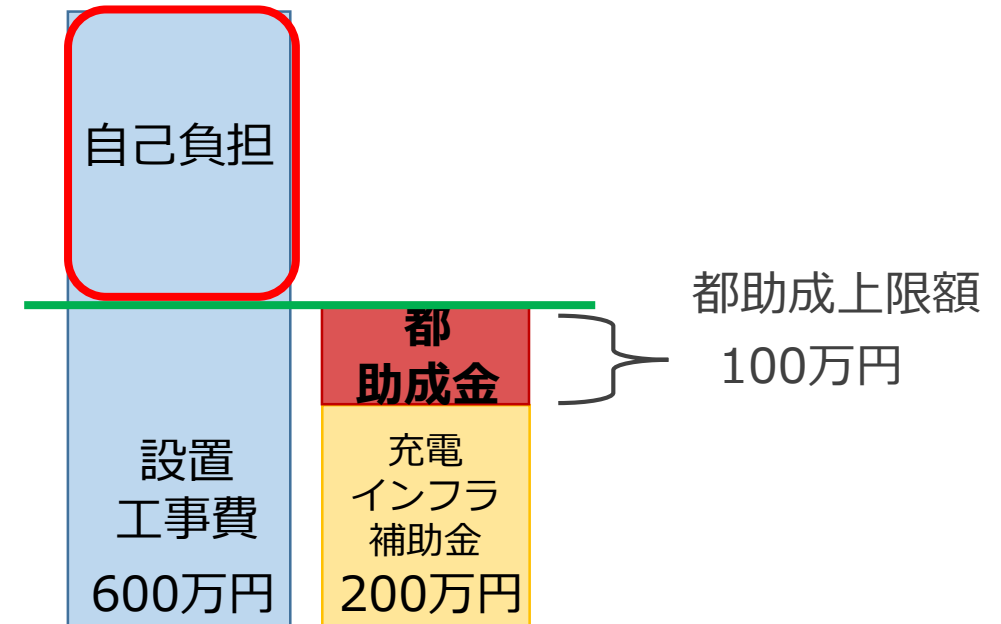 自己負担
設置
工事費
600万円
都
助成金
充電
インフラ
補助金
200万円
都助成上限額
100万円